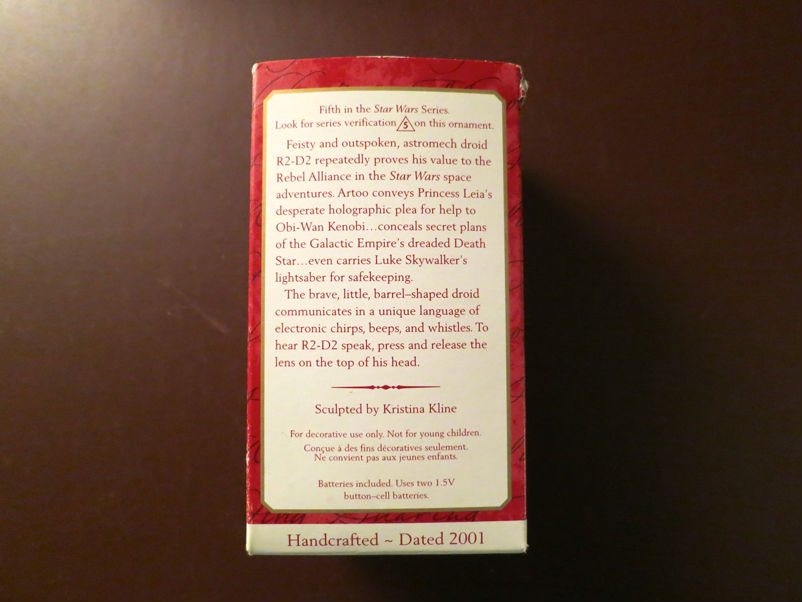 Fifth in the Star Wars Series.
Look for series verification 5 on this ornament.
Feisty and outspoken, astromech droid
R2-D2 repeatedly proves his value to the
Rebel Alliance in the Star Wars space
adventures. Artoo conveys Princess Leia's
desperate holographic plea for help to
Obi-Wan Kenobi…conceals secret plans
of the Galactic Empire's dreaded Death
Star…even carries Luke Skywalker's
lightsaber for safekeeping.
The brave, little, barrel–shaped droid
communicates in a unique language of
electronic chirps, beeps, and whistles. To
hear R2-D2 speak, press and release the
lens on the top of his head.
Sculpted by Kristina Kline
For decorative use only. Not for young children.
Conçue à des fins décoratives seulement.
Ne convient pas aux jeunes enfants.
Batteries included. Uses two 1.5V
button–cell batteries.
Handcrafted ~ Dated 2001